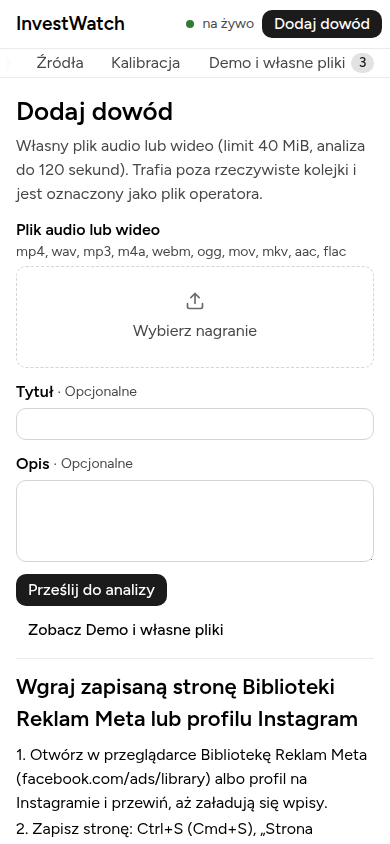 InvestWatch
na żywo
Dodaj dowód
Źródła
Kalibracja
Demo i własne pliki
3
Dodaj dowód
Własny plik audio lub wideo (limit 40 MiB, analiza
do 120 sekund). Trafia poza rzeczywiste kolejki i
jest oznaczony jako plik operatora.
Plik audio lub wideo
mp4, wav, mp3, m4a, webm, ogg, mov, mkv, aac, flac
Wybierz nagranie
Tytuł · Opcjonalne
Opis · Opcjonalne
Prześlij do analizy
Zobacz Demo i własne pliki
Wgraj zapisaną stronę Biblioteki
Reklam Meta lub profilu Instagram
1. Otwórz w przeglądarce Bibliotekę Reklam Meta
(facebook.com/ads/library) albo profil na
Instagramie i przewiń, aż załadują się wpisy.
2. Zapisz stronę: Ctrl+S (Cmd+S), „Strona